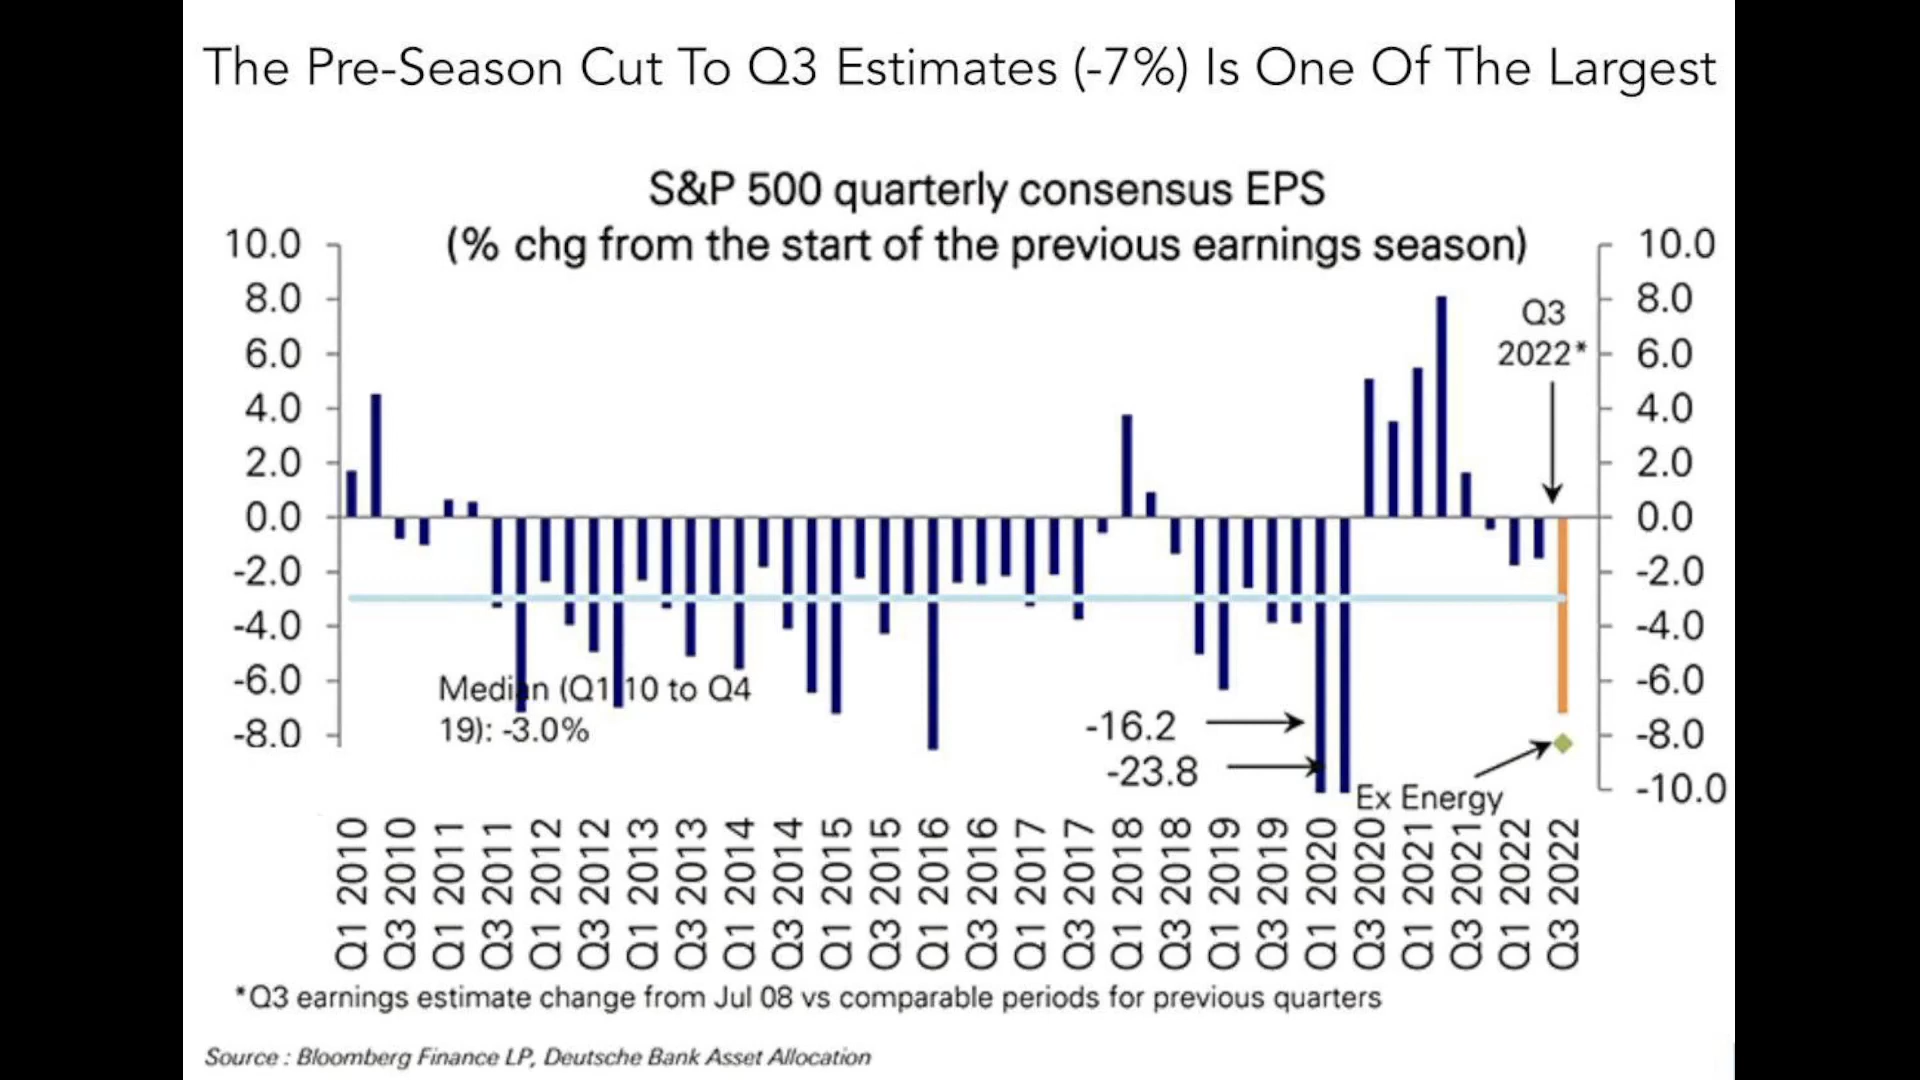 The Pre-Season Cut To Q3 Estimates (-7%) Is One Of The Largest
S&P 500 quarterly consensus EPS
(% chg from the start of the previous earnings season)
10.0
8.0
6.0
4.0
2.0
0.0
-2.0
-4.0
-6.0
-8.0
10.0
8.0
6.0
4.0
2.0
0.0
-2.0
-4.0
-6.0
-8.0
-10.0
Q3
2022*
Median (Q1 10 to Q4
19): -3.0%
-16.2
-23.8
Ex Energy
Q1 2010
Q3 2010
Q1 2011
Q3 2011
Q1 2012
Q3 2012
Q1 2013
Q3 2013
Q1 2014
Q3 2014
Q1 2015
Q3 2015
Q1 2016
Q3 2016
Q1 2017
Q3 2017
Q1 2018
Q3 2018
Q1 2019
Q3 2019
Q1 2020
Q3 2020
Q1 2021
Q3 2021
Q1 2022
Q3 2022
*Q3 earnings estimate change from Jul 08 vs comparable periods for previous quarters
Source : Bloomberg Finance LP, Deutsche Bank Asset Allocation